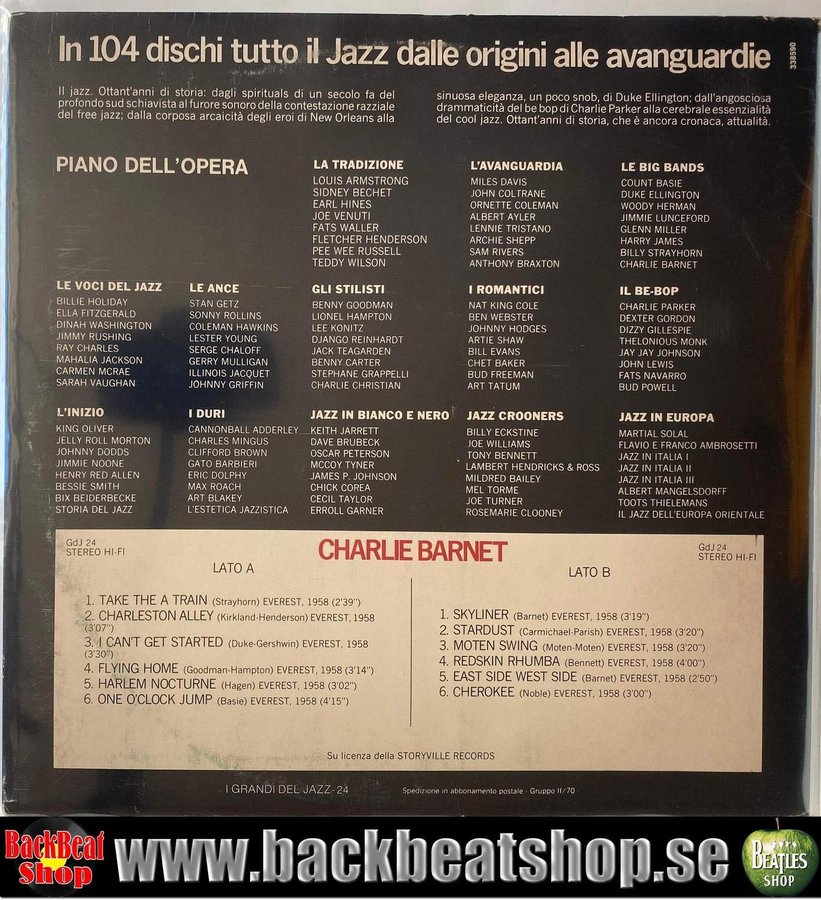 In 104 dischi tutto il Jazz dalle origini alle avanguardie
338590
Il jazz. Ottant'anni di storia: dagli spirituals di un secolo fa del
profondo sud schiavista al furore sonoro della contestazione razziale
del free jazz; dalla corposa arcaicità degli eroi di New Orleans alla
sinuosa eleganza, un poco snob, di Duke Ellington; dall'angosciosa
drammaticità del be bop di Charlie Parker alla cerebrale essenzialità
del cool jazz. Ottant'anni di storia, che è ancora cronaca, attualità.
PIANO DELL'OPERA
LA TRADIZIONE
LOUIS ARMSTRONG
SIDNEY BECHET
EARL HINES
JOE VENUTI
FATS WALLER
FLETCHER HENDERSON
PEE WEE RUSSELL
TEDDY WILSON
L'AVANGUARDIA
MILES DAVIS
JOHN COLTRANE
ORNETTE COLEMAN
ALBERT AYLER
LENNIE TRISTANO
ARCHIE SHEPP
SAM RIVERS
ANTHONY BRAXTON
LE BIG BANDS
COUNT BASIE
DUKE ELLINGTON
WOODY HERMAN
JIMMIE LUNCEFORD
GLENN MILLER
HARRY JAMES
BILLY STRAYHORN
CHARLIE BARNET
LE VOCI DEL JAZZ
BILLIE HOLIDAY
ELLA FITZGERALD
DINAH WASHINGTON
JIMMY RUSHING
RAY CHARLES
MAHALIA JACKSON
CARMEN MCRAE
SARAH VAUGHAN
LE ANCE
STAN GETZ
SONNY ROLLINS
COLEMAN HAWKINS
LESTER YOUNG
SERGE CHALOFF
GERRY MULLIGAN
ILLINOIS JACQUET
JOHNNY GRIFFIN
GLI STILISTI
BENNY GOODMAN
LIONEL HAMPTON
LEE KONITZ
DJANGO REINHARDT
JACK TEAGARDEN
BENNY CARTER
STEPHANE GRAPPELLI
CHARLIE CHRISTIAN
I ROMANTICI
NAT KING COLE
BEN WEBSTER
JOHNNY HODGES
ARTIE SHAW
BILL EVANS
CHET BAKER
BUD FREEMAN
ART TATUM
IL BE-BOP
CHARLIE PARKER
DEXTER GORDON
DIZZY GILLESPIE
THELONIOUS MONK
JAY JAY JOHNSON
JOHN LEWIS
FATS NAVARRO
BUD POWELL
L'INIZIO
KING OLIVER
JELLY ROLL MORTON
JOHNNY DODDS
JIMMIE NOONE
HENRY RED ALLEN
BESSIE SMITH
BIX BEIDERBECKE
STORIA DEL JAZZ
I DURI
CANNONBALL ADDERLEY
CHARLES MINGUS
CLIFFORD BROWN
GATO BARBIERI
ERIC DOLPHY
MAX ROACH
ART BLAKEY
L'ESTETICA JAZZISTICA
JAZZ IN BIANCO E NERO
KEITH JARRETT
DAVE BRUBECK
OSCAR PETERSON
MCCOY TYNER
JAMES P. JOHNSON
CHICK COREA
CECIL TAYLOR
ERROLL GARNER
JAZZ CROONERS
BILLY ECKSTINE
JOE WILLIAMS
TONY BENNETT
LAMBERT HENDRICKS & ROSS
MILDRED BAILEY
MEL TORME
JOE TURNER
ROSEMARIE CLOONEY
JAZZ IN EUROPA
MARTIAL SOLAL
FLAVIO E FRANCO AMBROSETTI
JAZZ IN ITALIA I
JAZZ IN ITALIA II
JAZZ IN ITALIA III
ALBERT MANGELSDORFF
TOOTS THIELEMANS
IL JAZZ DELL'EUROPA ORIENTALE
GdJ 24
STEREO HI-FI
CHARLIE BARNET
GdJ 24
STEREO HI-FI
LATO A
1. TAKE THE A TRAIN (Strayhorn) EVEREST, 1958 (2'39")
2. CHARLESTON ALLEY (Kirkland-Henderson) EVEREST, 1958
(3'07")
3. I CAN'T GET STARTED (Duke-Gershwin) EVEREST, 1958
(3'30")
4. FLYING HOME (Goodman-Hampton) EVEREST, 1958 (3'14")
5. HARLEM NOCTURNE (Hagen) EVEREST, 1958 (3'02")
6. ONE O'CLOCK JUMP (Basie) EVEREST, 1958 (4'15")
LATO B
1. SKYLINER (Barnet) EVEREST, 1958 (3'19")
2. STARDUST (Carmichael-Parish) EVEREST, 1958 (3'20")
3. MOTEN SWING (Moten-Moten) EVEREST, 1958 (3'20")
4. REDSKIN RHUMBA (Bennett) EVEREST, 1958 (4'00")
5. EAST SIDE WEST SIDE (Barnet) EVEREST, 1958 (2'50")
6. CHEROKEE (Noble) EVEREST, 1958 (3'00")
Su licenza della STORYVILLE RECORDS
· I GRANDI DEL JAZZ - 24
Spedizione in abbonamento postale · Gruppo II/70 ·
BackBeat
Shop
www.backbeatshop.se
BEATLES
SHOP